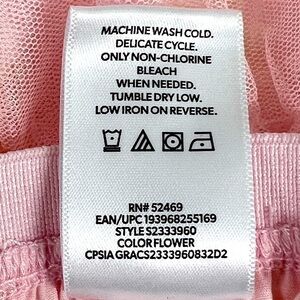 MACHINE WASH COLD.
DELICATE CYCLE.
ONLY NON-CHLORINE
BLEACH
WHEN NEEDED.
TUMBLE DRY LOW.
LOW IRON ON REVERSE.
RN# 52469
EAN/UPC 193968255169
STYLE S2333960
COLOR FLOWER
CPSIA GRACS2333960832D2